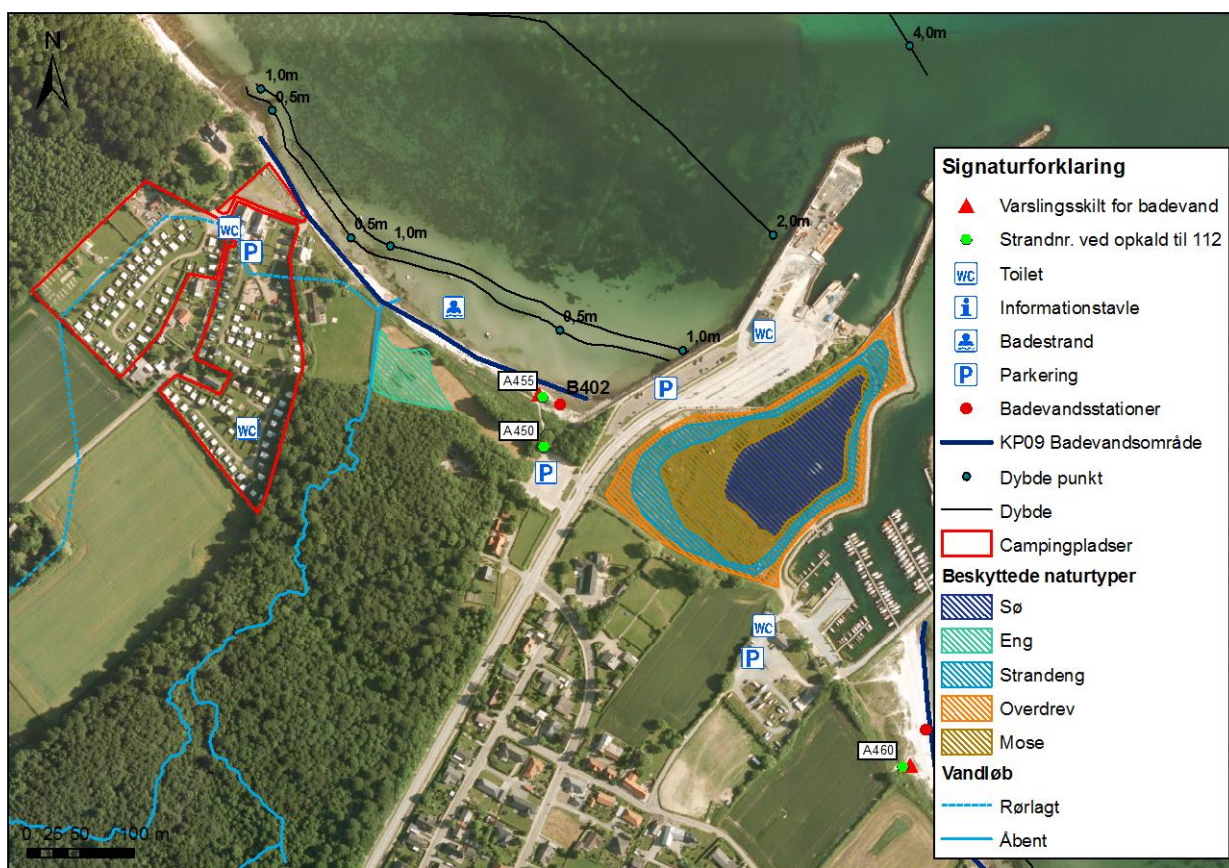 N
1,0m
0,5m
4,0m
0,5m
1,0m
2,0m
0,5m
1,0m
WC
P
WC
P
WC
A455
B402
A450
P
WC
P
A460
0 25 50 100 m
Signaturforklaring
Varslingsskilt for badevand
Strandnr. ved opkald til 112
WC Toilet
i Informationstavle
Badestrand
P Parkering
Badevandsstationer
KP09 Badevandsområde
Dybde punkt
Dybde
Campingpladser
Beskyttede naturtyper
Sø
Eng
Strandeng
Overdrev
Mose
Vandløb
Rørlagt
Åbent